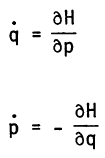 q̇ = ∂H/∂p
ṗ = - ∂H/∂q